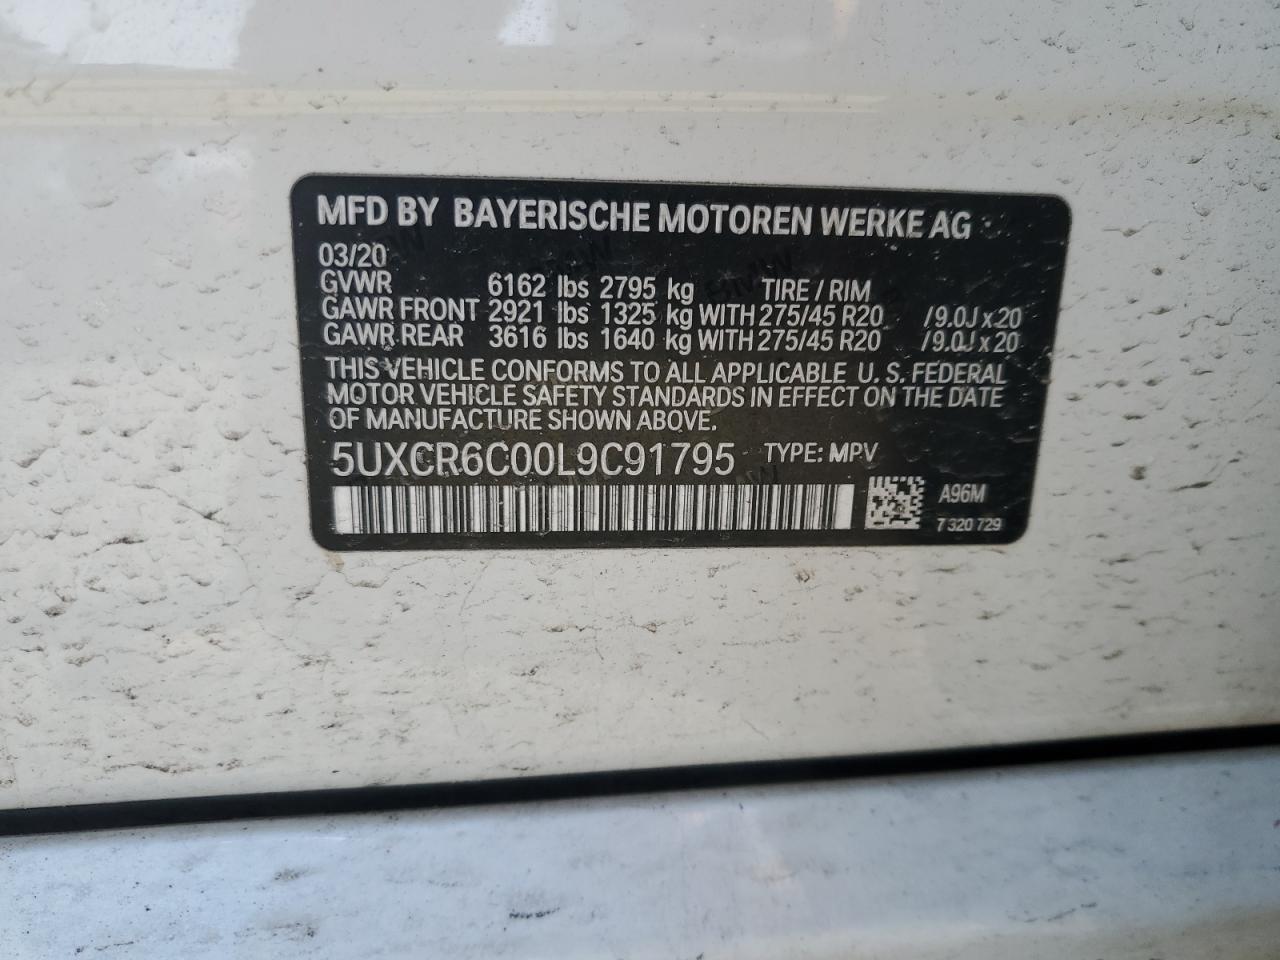 MFD BY BAYERISCHE MOTOREN WERKE AG
03/20
GVWR 6162 lbs 2795 kg TIRE / RIM
GAWR FRONT 2921 lbs 1325 kg WITH 275/45 R20 /9.0J x 20
GAWR REAR 3616 lbs 1640 kg WITH 275/45 R20 /9.0J x 20
THIS VEHICLE CONFORMS TO ALL APPLICABLE U. S. FEDERAL
MOTOR VEHICLE SAFETY STANDARDS IN EFFECT ON THE DATE
OF MANUFACTURE SHOWN ABOVE.
5UXCR6C00L9C91795 TYPE: MPV
A96M
7 320 729